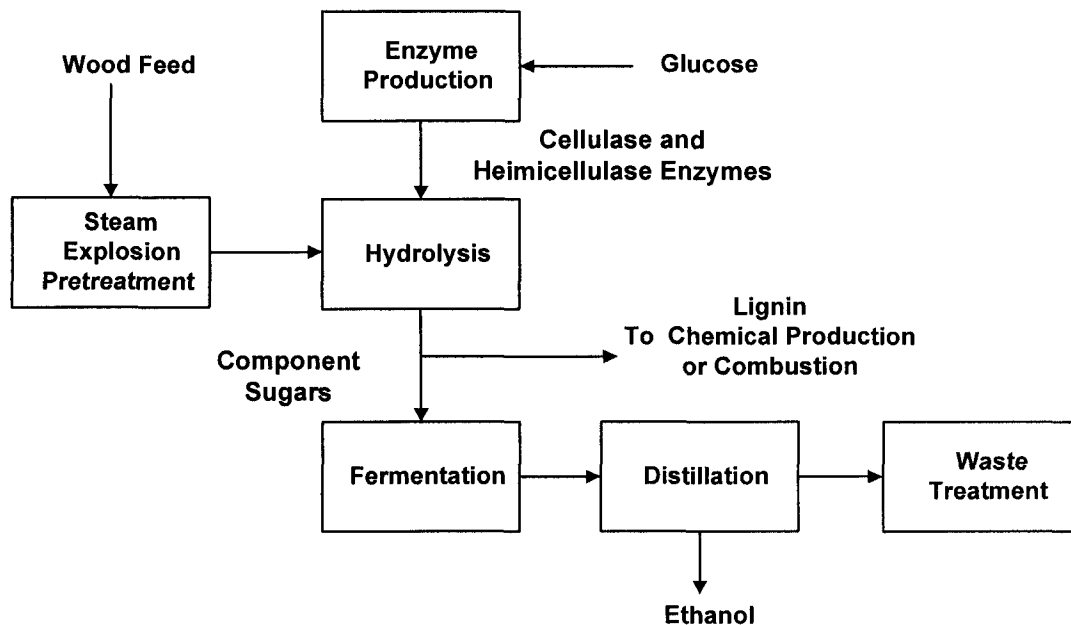 Enzyme
Production
Wood Feed
Glucose
Cellulase and
Heimicellulase Enzymes
Steam
Explosion
Pretreatment
Hydrolysis
Lignin
To Chemical Production
or Combustion
Component
Sugars
Fermentation
Distillation
Waste
Treatment
Ethanol